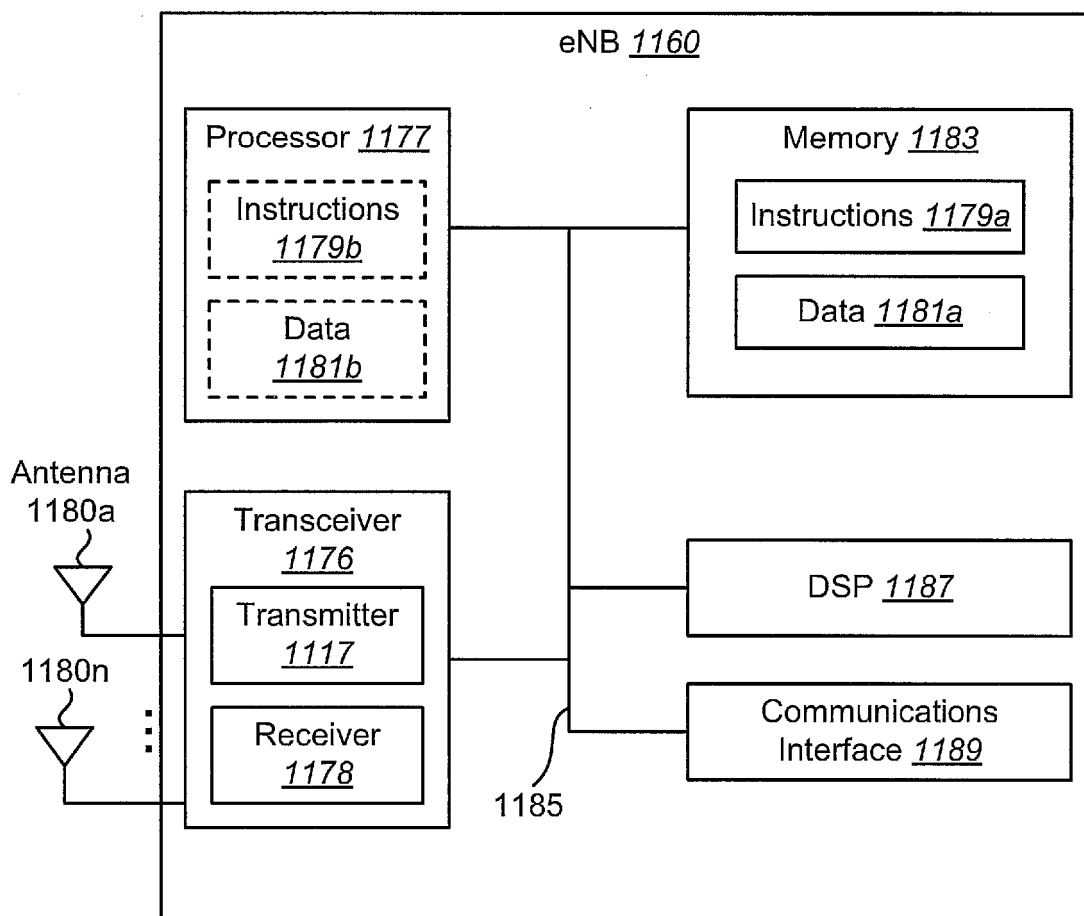 eNB 1160
Processor 1177
Instructions
1179b
Data
1181b
Memory 1183
Instructions 1179a
Data 1181a
Antenna
1180a
1180n
Transceiver
1176
Transmitter
1117
Receiver
1178
1185
DSP 1187
Communications
Interface 1189